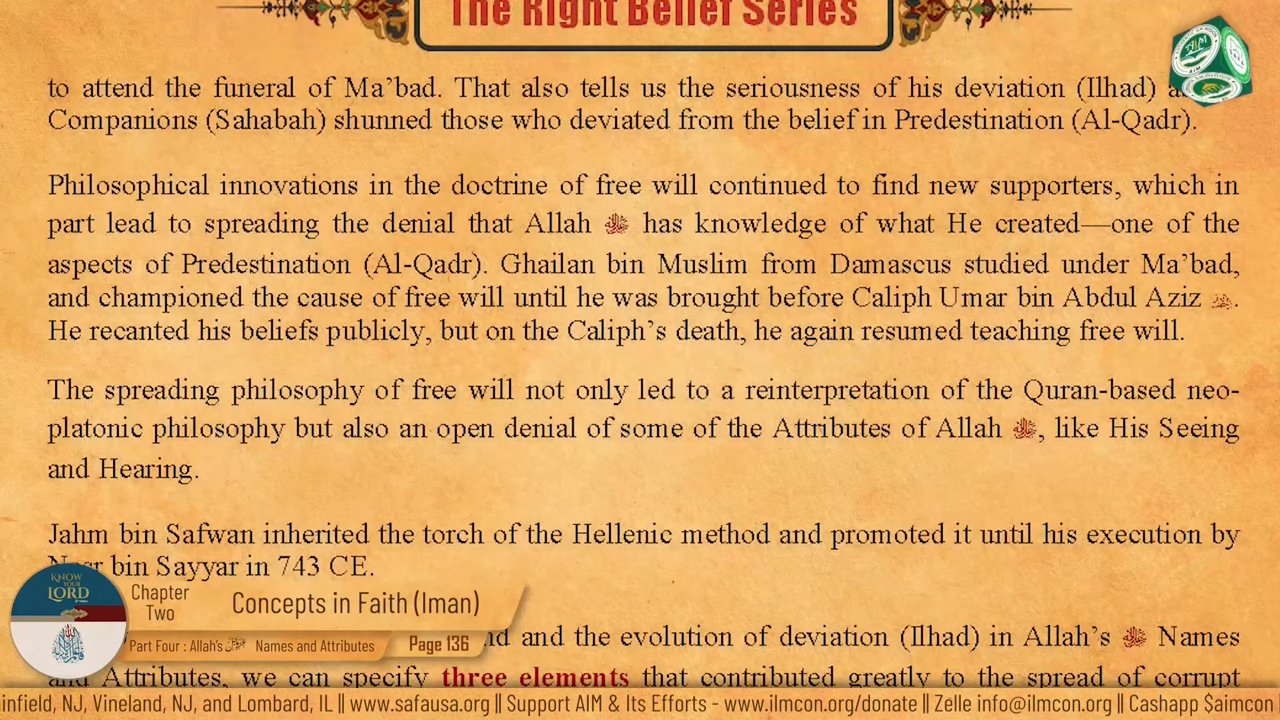 The Right Belief Series
to attend the funeral of Ma’bad. That also tells us the seriousness of his deviation (Ilhad)
Companions (Sahabah) shunned those who deviated from the belief in Predestination (Al-Qadr).
Philosophical innovations in the doctrine of free will continued to find new supporters, which in
part lead to spreading the denial that Allah ﷻ has knowledge of what He created—one of the
aspects of Predestination (Al-Qadr). Ghailan bin Muslim from Damascus studied under Ma’bad,
and championed the cause of free will until he was brought before Caliph Umar bin Abdul Aziz .
He recanted his beliefs publicly, but on the Caliph’s death, he again resumed teaching free will.
The spreading philosophy of free will not only led to a reinterpretation of the Quran-based neo-
platonic philosophy but also an open denial of some of the Attributes of Allah ﷻ, like His Seeing
and Hearing.
Jahm bin Safwan inherited the torch of the Hellenic method and promoted it until his execution by
Nasr bin Sayyar in 743 CE.
KNOW
YOUR
LORD
Chapter
Two
Concepts in Faith (Iman)
Part Four : Allah's ﷻ Names and Attributes
Page 136
and the evolution of deviation (Ilhad) in Allah’s ﷻ Names
and Attributes, we can specify three elements that contributed greatly to the spread of corrupt
infield, NJ, Vineland, NJ, and Lombard, IL || www.safausa.org || Support AIM & Its Efforts - www.ilmcon.org/donate || Zelle info@ilmcon.org || Cashapp $aimcon